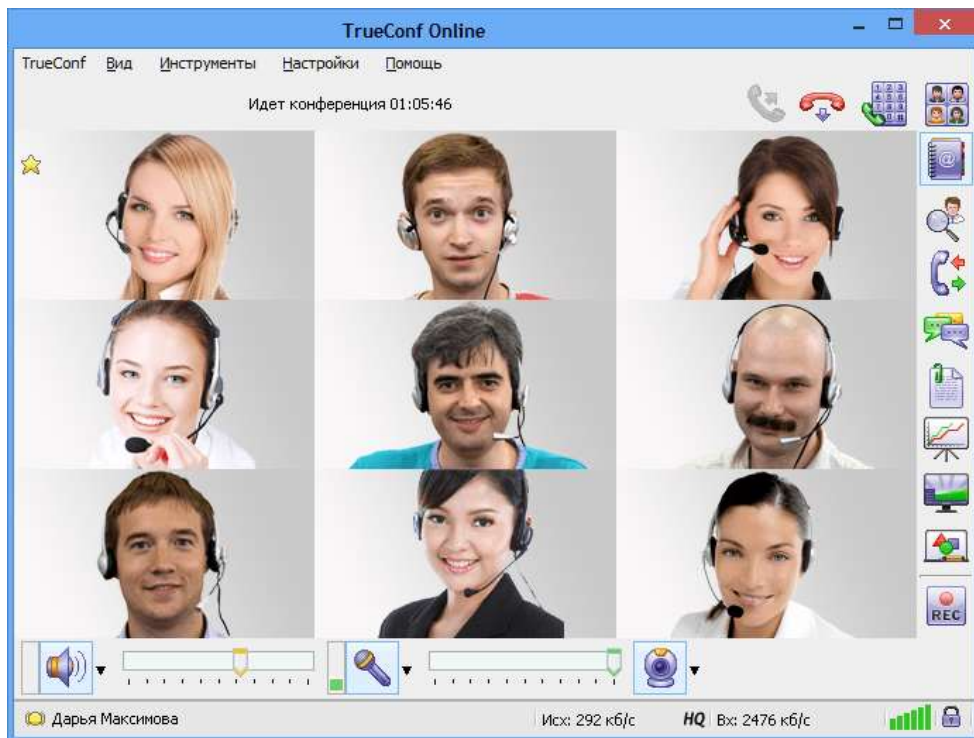 TrueConf Online
TrueConf Вид Инструменты Настройки Помощь
Идет конференция 01:05:46
REC
Дарья Максимова Исх: 292 кб/с HQ Вх: 2476 кб/с